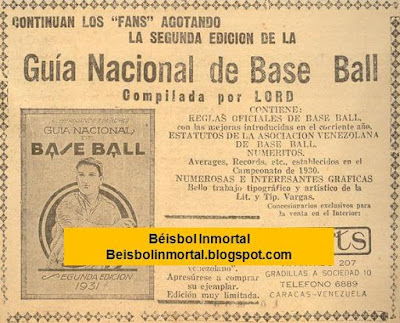 CONTINUAN LOS "FANS" AGOTANDO
LA SEGUNDA EDICION DE LA
Guía Nacional de Base Ball
Compilada por LORD
GUIA NACIONAL
DE
BASE BALL
SEGUNDA EDICION
1931
CONTIENE:
REGLAS OFICIALES DE BASE BALL,
con las mejoras introducidas en el corriente año.
ESTATUTOS DE LA ASOCIACION VENEZOLANA
DE BASE BALL.
NUMERITOS.
Averages, Records, etc., establecidos en el
Campeonato de 1930.
NUMEROSAS E INTERESANTES GRAFICAS
Bello trabajo tipográfico y artístico de la
Lit. y Tip. Vargas.
Concesionarios exclusivos para
la venta en el Interior:
Béisbol Inmortal
Beisbolinmortal.blogspot.com
venezolano".
Apresúrese a comprar
su ejemplar.
Edición muy limitada.
207
GRADILLAS A SOCIEDAD 10
TELEFONO 6889
CARACAS-VENEZUELA